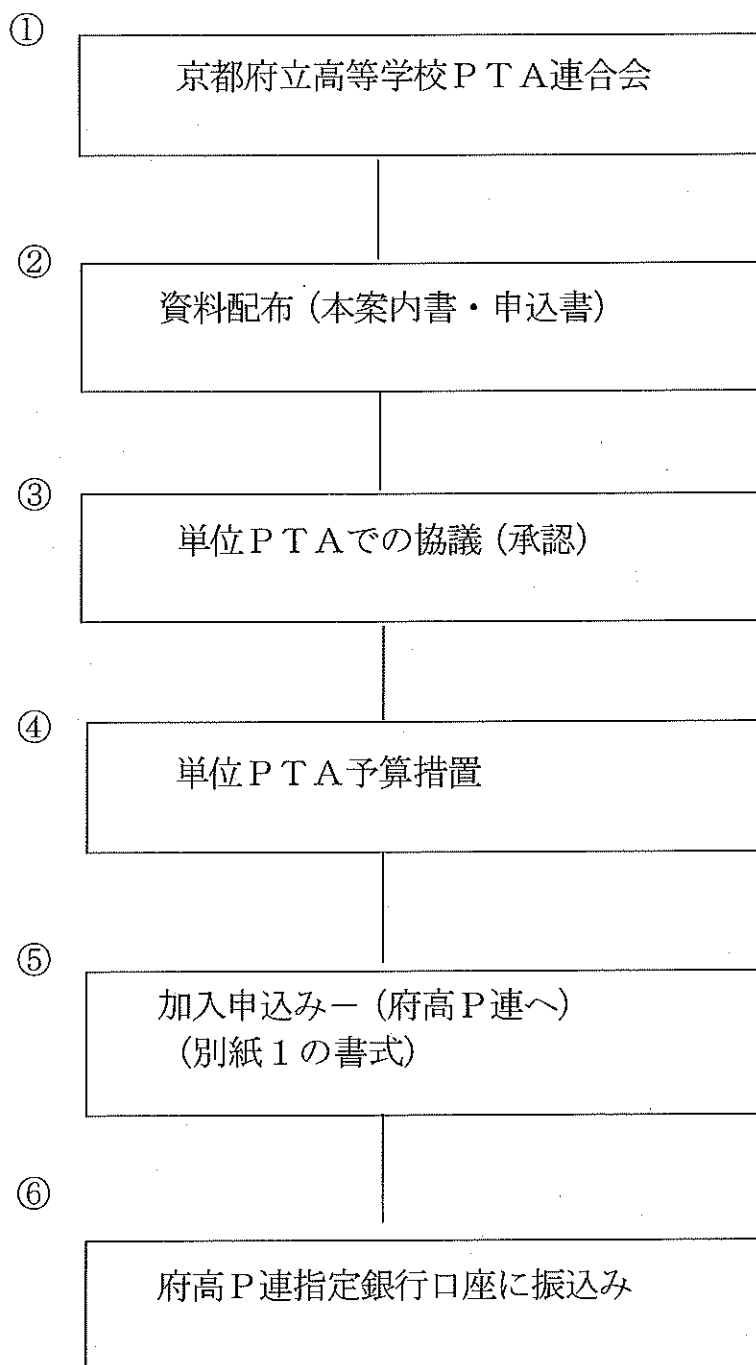 ①
京都府立高等学校ＰＴＡ連合会
②
資料配布（本案内書・申込書）
③
単位ＰＴＡでの協議（承認）
④
単位ＰＴＡ予算措置
⑤
加入申込み－（府高Ｐ連へ）
（別紙１の書式）
⑥
府高Ｐ連指定銀行口座に振込み